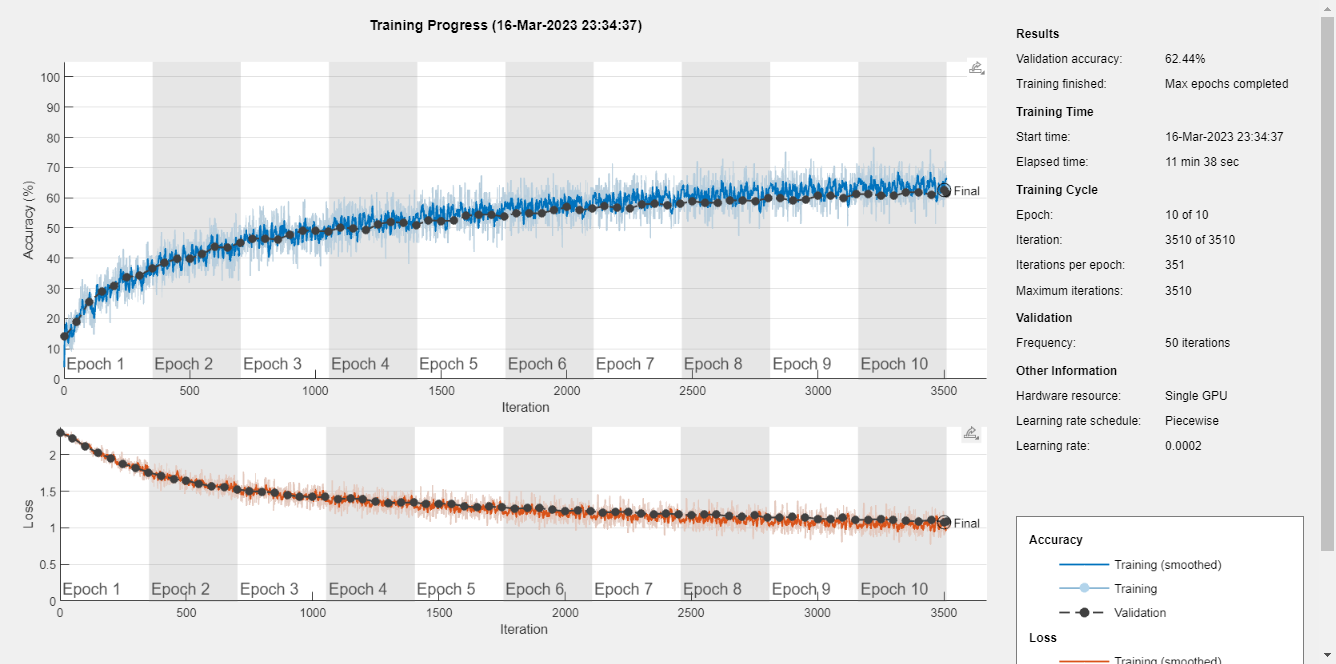 Training Progress (16-Mar-2023 23:34:37)
100
90
80
70
60
50
40
30
20
10
0
Accuracy (%)
Final
Epoch 1 Epoch 2 Epoch 3 Epoch 4 Epoch 5 Epoch 6 Epoch 7 Epoch 8 Epoch 9 Epoch 10
0 500 1000 1500 2000 2500 3000 3500
Iteration
2
1.5
1
0.5
0
Loss
Final
Epoch 1 Epoch 2 Epoch 3 Epoch 4 Epoch 5 Epoch 6 Epoch 7 Epoch 8 Epoch 9 Epoch 10
0 500 1000 1500 2000 2500 3000 3500
Iteration
Results
Validation accuracy: 62.44%
Training finished: Max epochs completed
Training Time
Start time: 16-Mar-2023 23:34:37
Elapsed time: 11 min 38 sec
Training Cycle
Epoch: 10 of 10
Iteration: 3510 of 3510
Iterations per epoch: 351
Maximum iterations: 3510
Validation
Frequency: 50 iterations
Other Information
Hardware resource: Single GPU
Learning rate schedule: Piecewise
Learning rate: 0.0002
Accuracy
Training (smoothed)
Training
Validation
Loss
Training (smoothed)